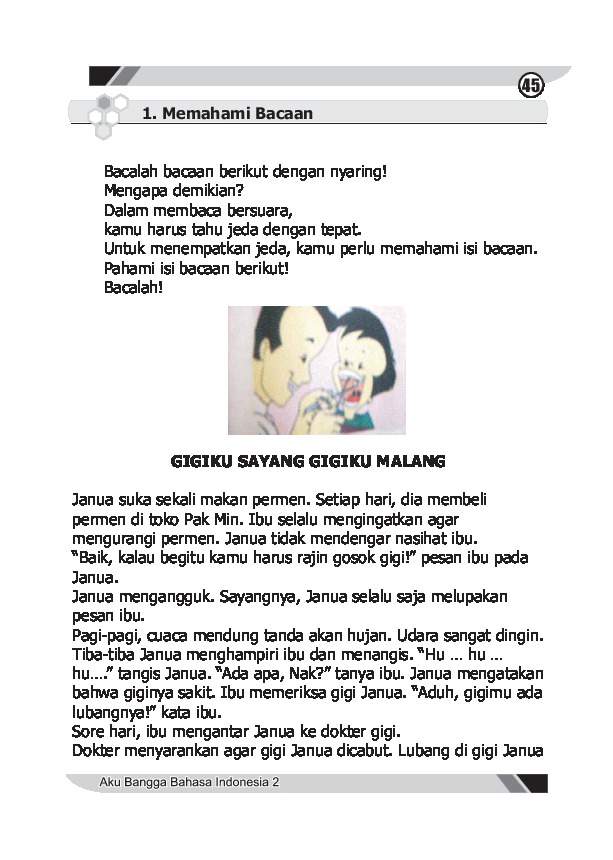 45
1. Memahami Bacaan
Bacalah bacaan berikut dengan nyaring!
Mengapa demikian?
Dalam membaca bersuara,
kamu harus tahu jeda dengan tepat.
Untuk menempatkan jeda, kamu perlu memahami isi bacaan.
Pahami isi bacaan berikut!
Bacalah!
GIGIKU SAYANG GIGIKU MALANG
Janua suka sekali makan permen. Setiap hari, dia membeli
permen di toko Pak Min. Ibu selalu mengingatkan agar
mengurangi permen. Janua tidak mendengar nasihat ibu.
“Baik, kalau begitu kamu harus rajin gosok gigi!” pesan ibu pada
Janua.
Janua mengangguk. Sayangnya, Janua selalu saja melupakan
pesan ibu.
Pagi-pagi, cuaca mendung tanda akan hujan. Udara sangat dingin.
Tiba-tiba Janua menghampiri ibu dan menangis. “Hu ... hu ...
hu....” tangis Janua. “Ada apa, Nak?” tanya ibu. Janua mengatakan
bahwa giginya sakit. Ibu memeriksa gigi Janua. “Aduh, gigimu ada
lubangnya!” kata ibu.
Sore hari, ibu mengantar Janua ke dokter gigi.
Dokter menyarankan agar gigi Janua dicabut. Lubang di gigi Janua
Aku Bangga Bahasa Indonesia 2